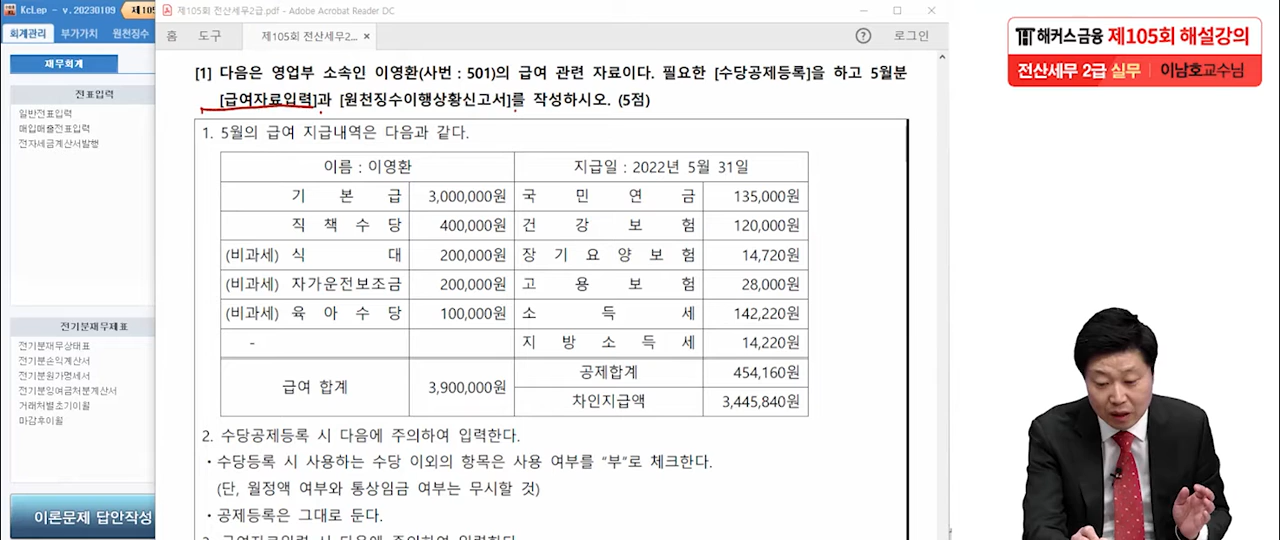 KcLep - v.20230109
제10
제105회 전산세무2급.pdf - Adobe Acrobat Reader DC
회계관리 부가가치 원천징수
홈 도구 제105회 전산세무2... × 로그인
재무회계
전표입력
일반전표입력
매입매출전표입력
전자세금계산서발행
전기분재무제표
전기분재무상태표
전기분손익계산서
전기분원가명세서
전기분잉여금처분계산서
거래처별초기이월
마감후이월
이론문제 답안작성
[1] 다음은 영업부 소속인 이영환(사번 : 501)의 급여 관련 자료이다. 필요한 [수당공제등록]을 하고 5월분
[급여자료입력]과 [원천징수이행상황신고서]를 작성하시오. (5점)
1. 5월의 급여 지급내역은 다음과 같다.
이름 : 이영환 지급일 : 2022년 5월 31일
기 본 급 3,000,000원 국 민 연 금 135,000원
직 책 수 당 400,000원 건 강 보 험 120,000원
(비과세) 식 대 200,000원 장 기 요 양 보 험 14,720원
(비과세) 자가운전보조금 200,000원 고 용 보 험 28,000원
(비과세) 육 아 수 당 100,000원 소 득 세 142,220원
- 지 방 소 득 세 14,220원
급여 합계 3,900,000원 공제합계 454,160원
차인지급액 3,445,840원
2. 수당공제등록 시 다음에 주의하여 입력한다.
• 수당등록 시 사용하는 수당 이외의 항목은 사용 여부를 “부”로 체크한다.
(단, 월정액 여부와 통상임금 여부는 무시할 것)
• 공제등록은 그대로 둔다.
3. 급여자료입력 시 다음에 주의하여 입력한다.
해커스금융 제105회 해설강의
전산세무 2급 실무 | 이남호교수님